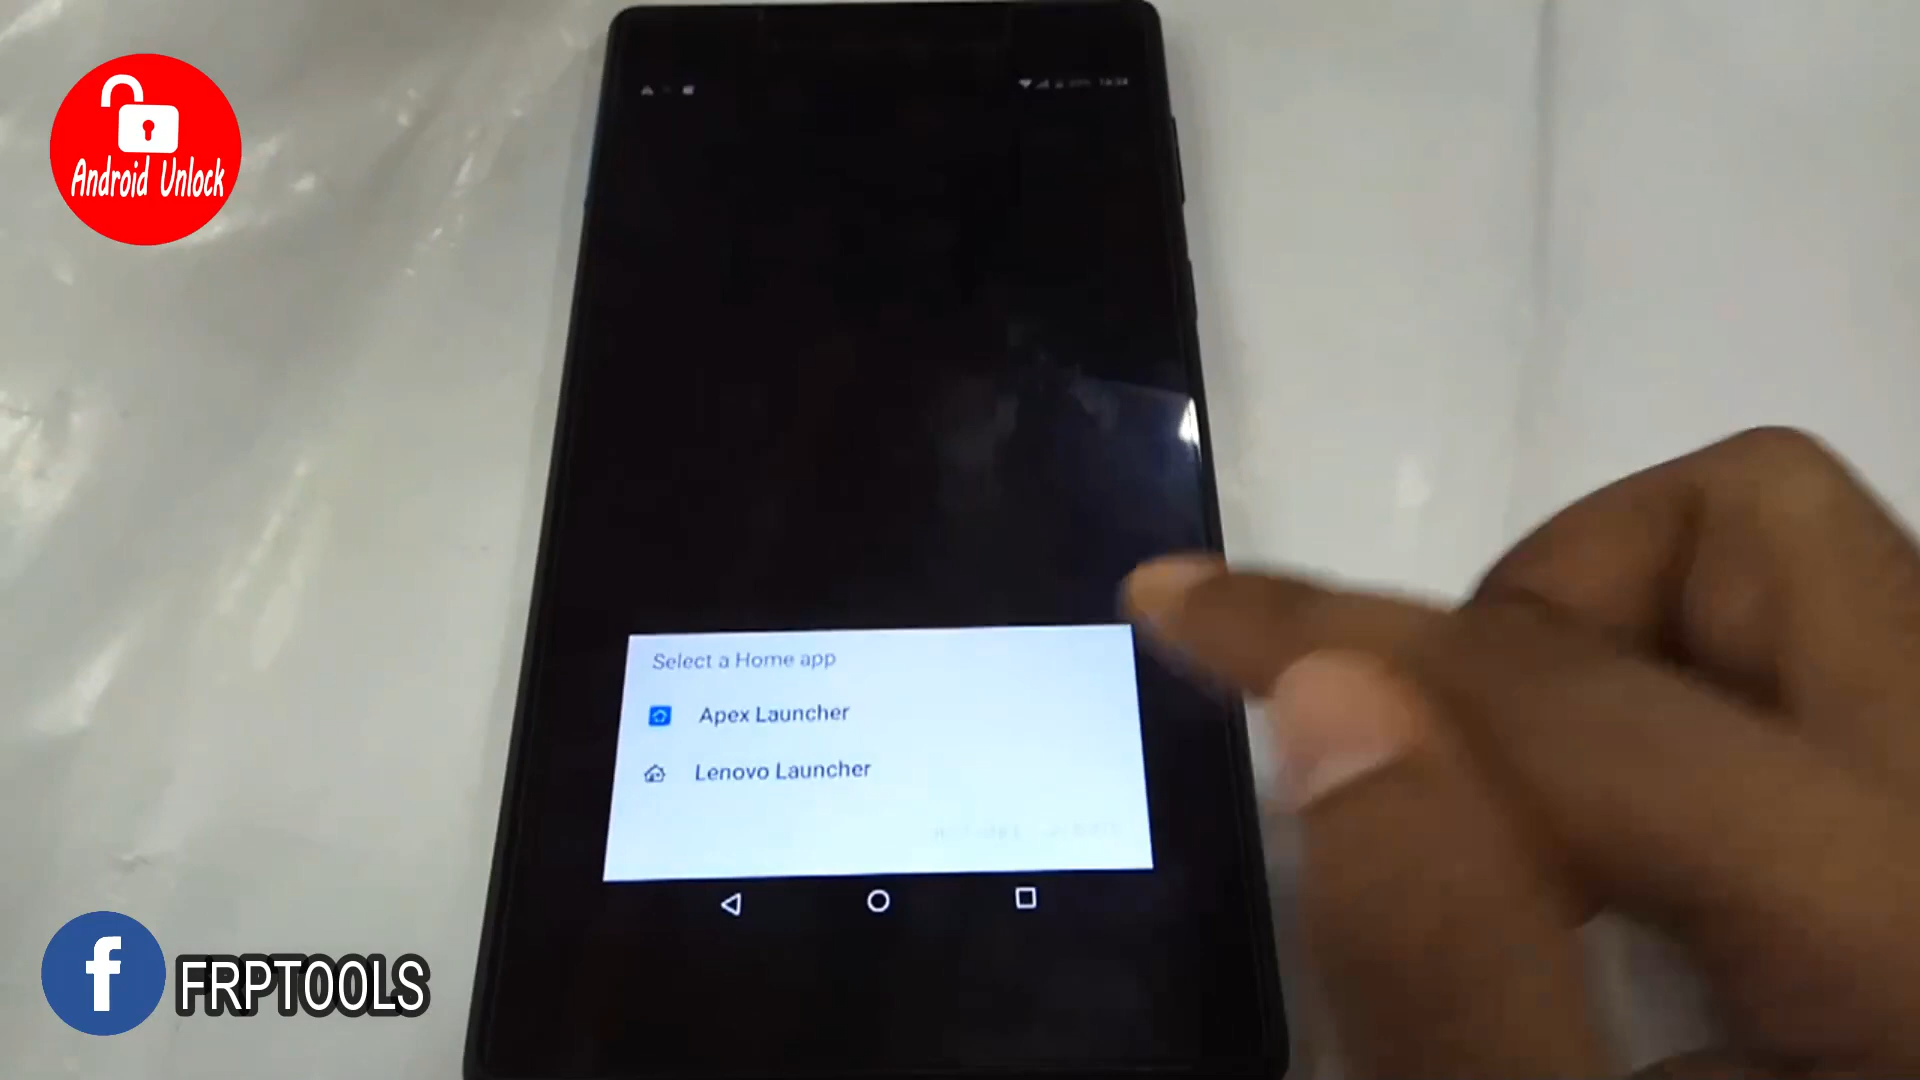 Android Unlock
Select a Home app
Apex Launcher
Lenovo Launcher
FRPTOOLS